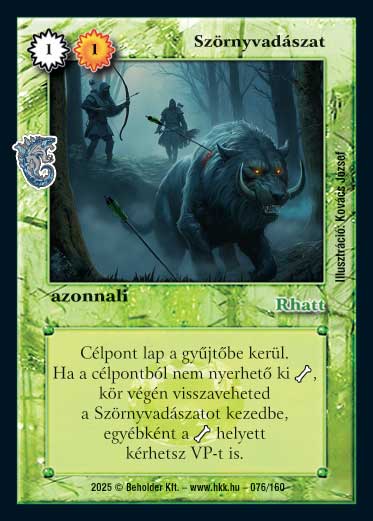 1 1 Szörnyvadászat
Illusztráció: Kovács József
azonnali
Rhatt
Célpont lap a gyűjtőbe kerül.
Ha a célpontból nem nyerhető ki ,
kör végén visszaveheted
a Szörnyvadászatot kezedbe,
egyébként a helyett
kérhetsz VP-t is.
2025 © Beholder Kft. – www.hkk.hu – 076/160